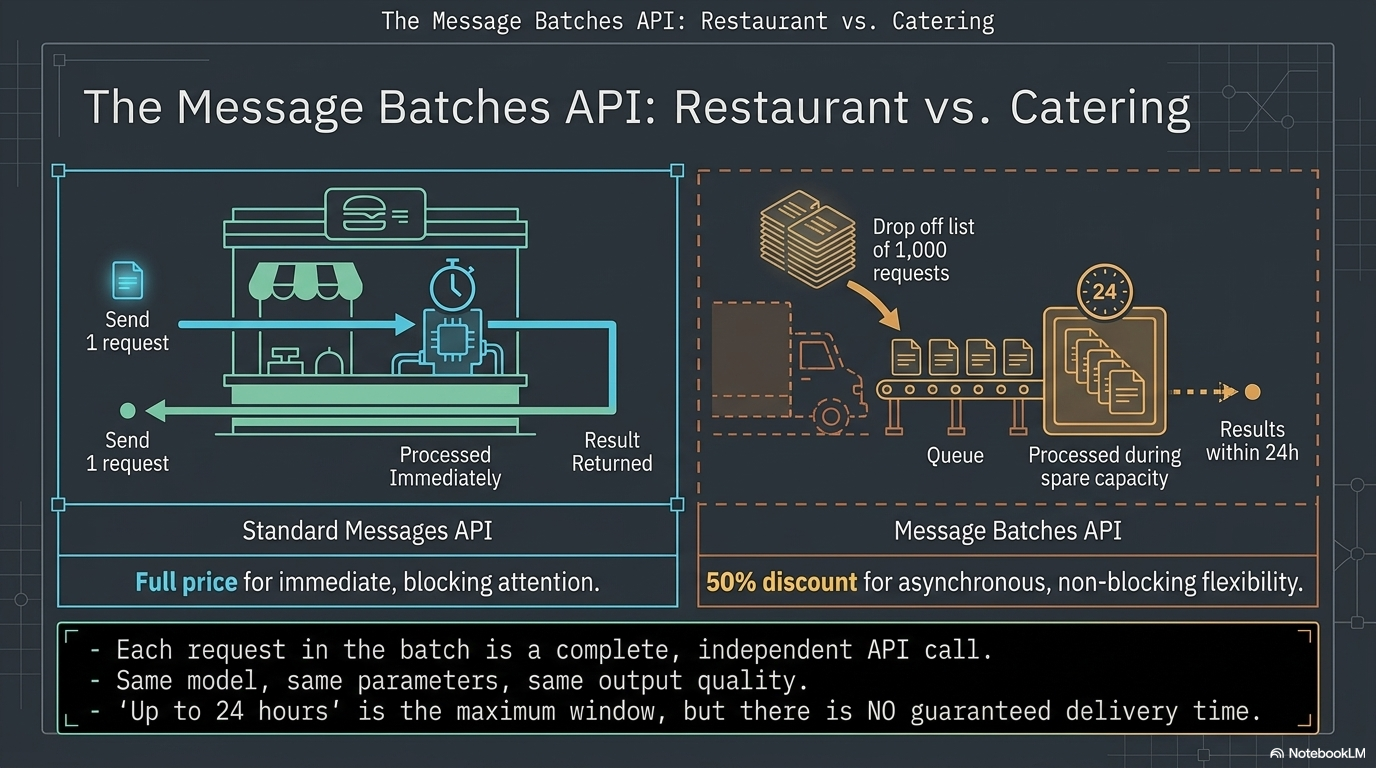 The Message Batches API: Restaurant vs. Catering
The Message Batches API: Restaurant vs. Catering
Send
1 request
Send
1 request
Processed
Immediately
Result
Returned
Standard Messages API
Full price for immediate, blocking attention.
Drop off list
of 1,000
requests
24
Queue
Processed during
spare capacity
Results
within 24h
Message Batches API
50% discount for asynchronous, non-blocking flexibility.
- Each request in the batch is a complete, independent API call.
- Same model, same parameters, same output quality.
- ‘Up to 24 hours’ is the maximum window, but there is NO guaranteed delivery time.
NotebookLM